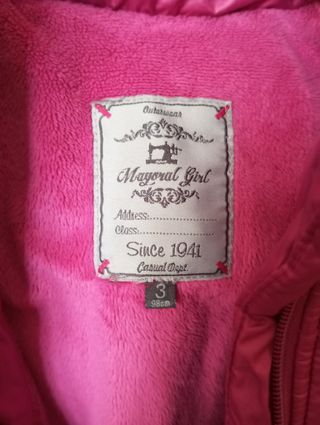 Outerwear
Mayoral Girl
Address:....................
Class:........................
Since 1941
Casual Dept.
3
98cm